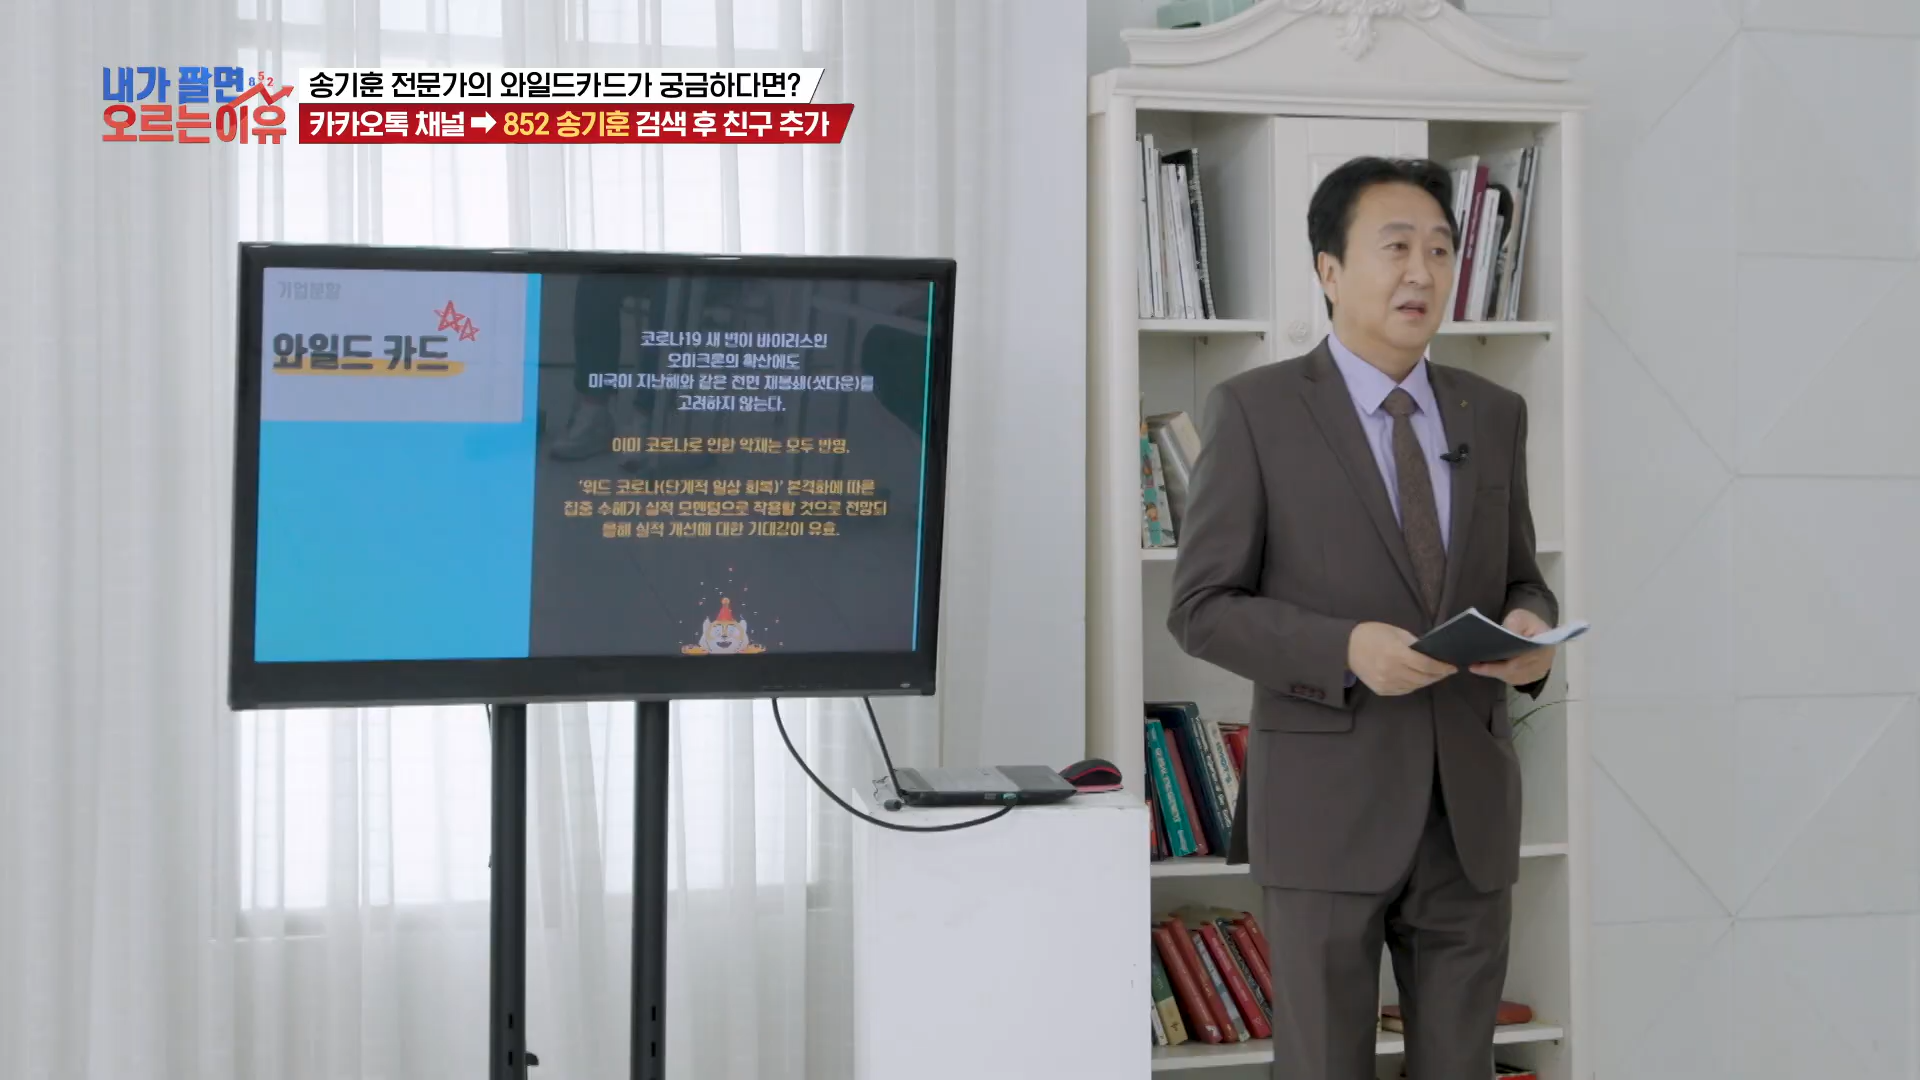 내가 팔면
852
오르는 이유
송기훈 전문가의 와일드카드가 궁금하다면?
카카오톡 채널 ➡ 852 송기훈 검색 후 친구 추가
기업분할
와일드 카드
코로나19 새 변이 바이러스인
오미크론의 확산에도
미국이 지난해와 같은 전면 재봉쇄(셧다운)를
고려하지 않는다.
이미 코로나로 인한 악재는 모두 반영.
'위드 코로나(단계적 일상 회복)' 본격화에 따른
집중 수혜가 실적 모멘텀으로 작용할 것으로 전망되
올해 실적 개선에 대한 기대감이 유효.